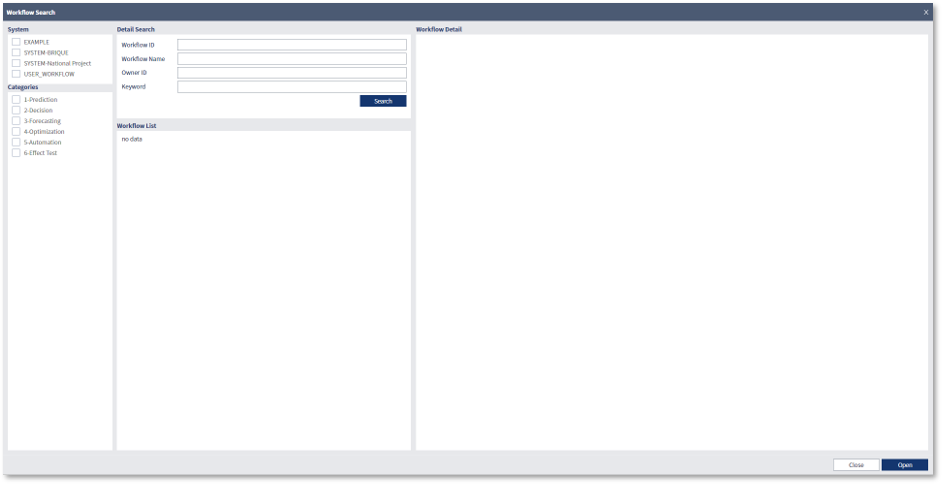 Workflow Search
X
System
EXAMPLE
SYSTEM-BRIQUE
SYSTEM-National Project
USER_WORKFLOW
Categories
1-Prediction
2-Decision
3-Forecasting
4-Optimization
5-Automation
6-Effect Test
Detail Search
Workflow ID
Workflow Name
Owner ID
Keyword
Search
Workflow List
no data
Workflow Detail
Close
Open